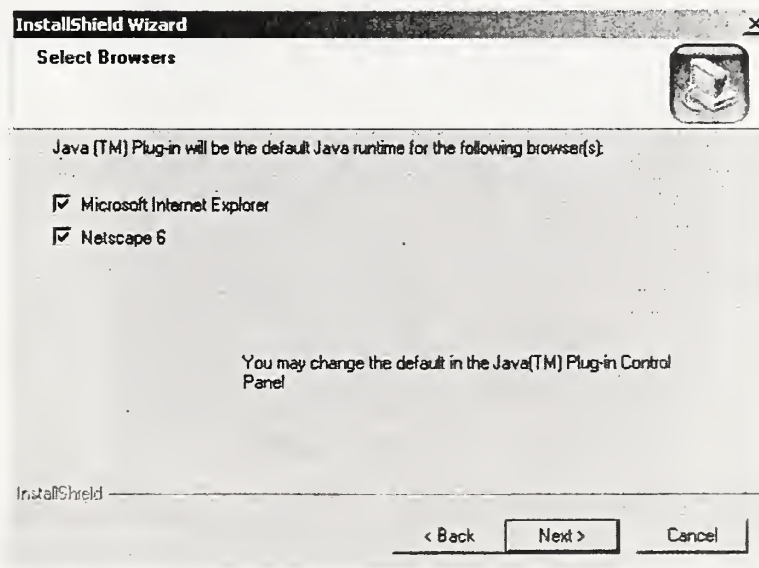 InstallShield Wizard
Select Browsers
Java (TM) Plug-in will be the default Java runtime for the following browser(s):
Microsoft Internet Explorer
Netscape 6
You may change the default in the Java(TM) Plug-in Control
Panel
InstallShield
< Back Next > Cancel